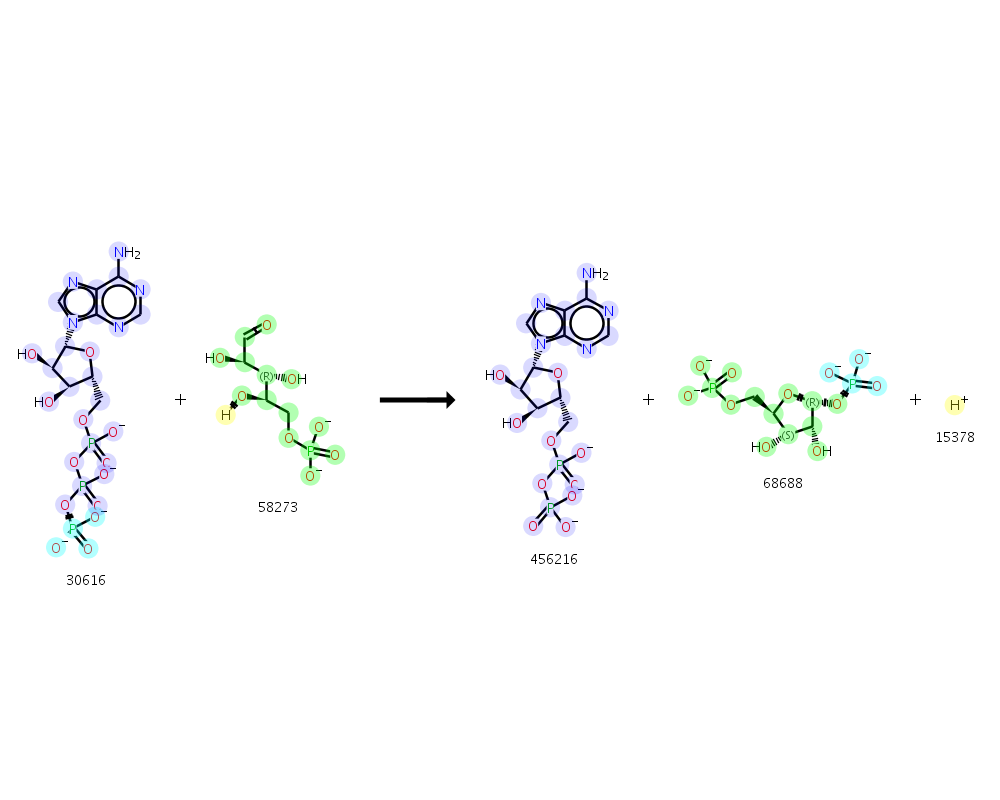 NH2
N N N N
HO O
HO
O O−
P
O O O−
P
O O O−
P
O− O
30616
+
O
HO
(R) OH
O
H
O O−
P O
O−
58273
NH2
N N N N
HO O
HO
O O−
P
O O O−
P
O O−
456216
+
O− O
O− P
O
O (R) O
(S)
HO OH
O− O−
P O
68688
+
H+
15378